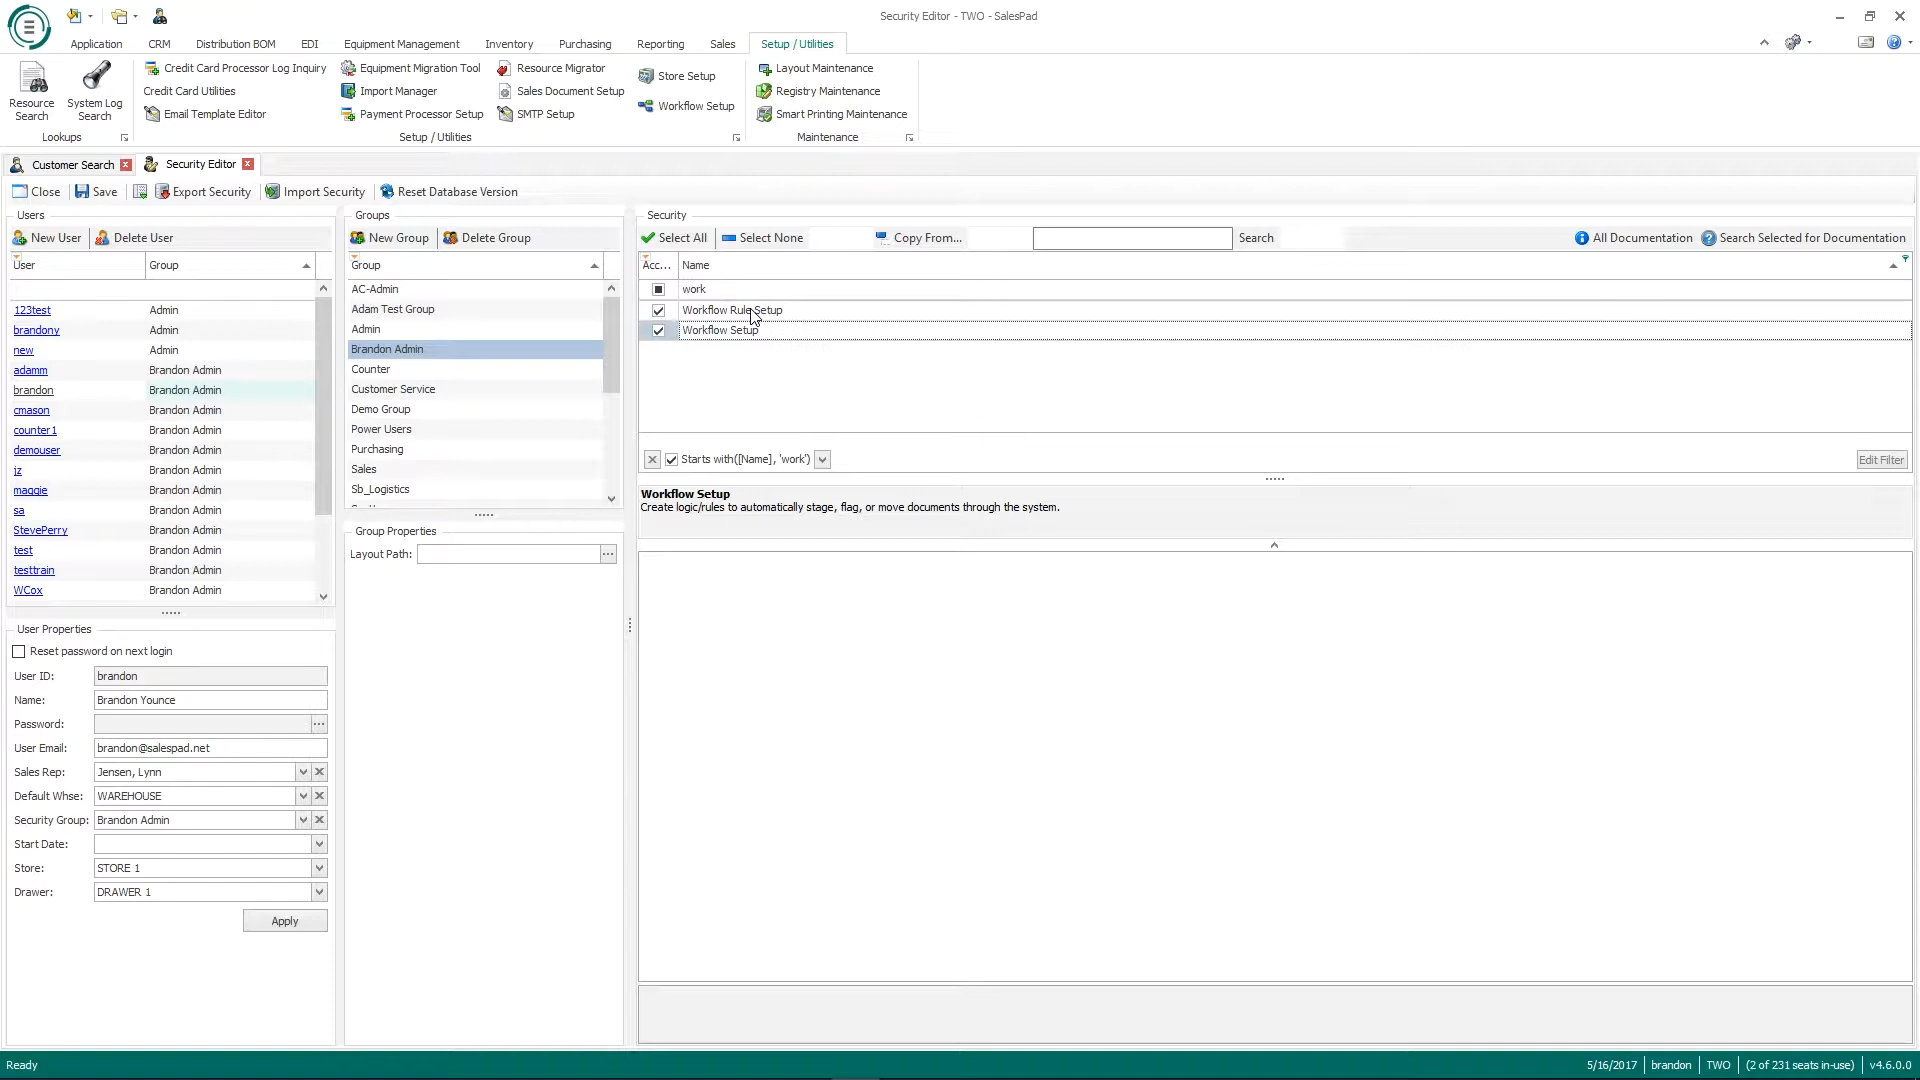 Security Editor - TWO - SalesPad
Application CRM Distribution BOM EDI Equipment Management Inventory Purchasing Reporting Sales Setup / Utilities
Resource Search
System Log Search
Lookups
Credit Card Processor Log Inquiry
Credit Card Utilities
Email Template Editor
Equipment Migration Tool
Import Manager
Payment Processor Setup
Resource Migrator
Sales Document Setup
SMTP Setup
Store Setup
Workflow Setup
Setup / Utilities
Layout Maintenance
Registry Maintenance
Smart Printing Maintenance
Maintenance
Customer Search Security Editor
Close Save Export Security Import Security Reset Database Version
Users
New User Delete User
User Group
123test Admin
brandony Admin
new Admin
adamm Brandon Admin
brandon Brandon Admin
cmason Brandon Admin
counter1 Brandon Admin
demouser Brandon Admin
jz Brandon Admin
maggie Brandon Admin
sa Brandon Admin
StevePerry Brandon Admin
test Brandon Admin
testtrain Brandon Admin
WCox Brandon Admin
User Properties
Reset password on next login
User ID: brandon
Name: Brandon Younce
Password:
User Email: brandon@salespad.net
Sales Rep: Jensen, Lynn
Default Whse: WAREHOUSE
Security Group: Brandon Admin
Start Date:
Store: STORE 1
Drawer: DRAWER 1
Apply
Groups
New Group Delete Group
Group
AC-Admin
Adam Test Group
Admin
Brandon Admin
Counter
Customer Service
Demo Group
Power Users
Purchasing
Sales
Sb_Logistics
Group Properties
Layout Path:
Security
Select All Select None Copy From... Search All Documentation Search Selected for Documentation
Acc... Name
work
Workflow Rule Setup
Workflow Setup
Starts with([Name], 'work') Edit Filter
Workflow Setup
Create logic/rules to automatically stage, flag, or move documents through the system.
Ready 5/16/2017 brandon TWO (2 of 231 seats in-use) v4.6.0.0